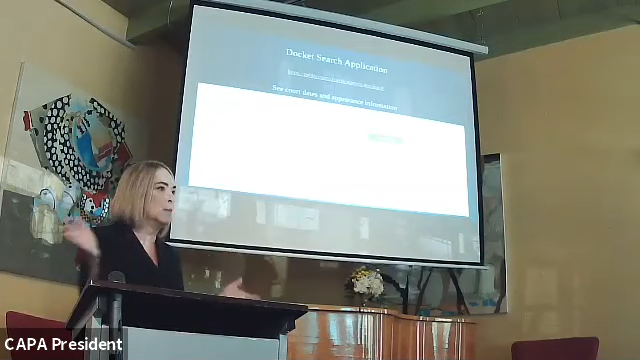 Docket Search Application
See court dates and appearance information
CAPA President